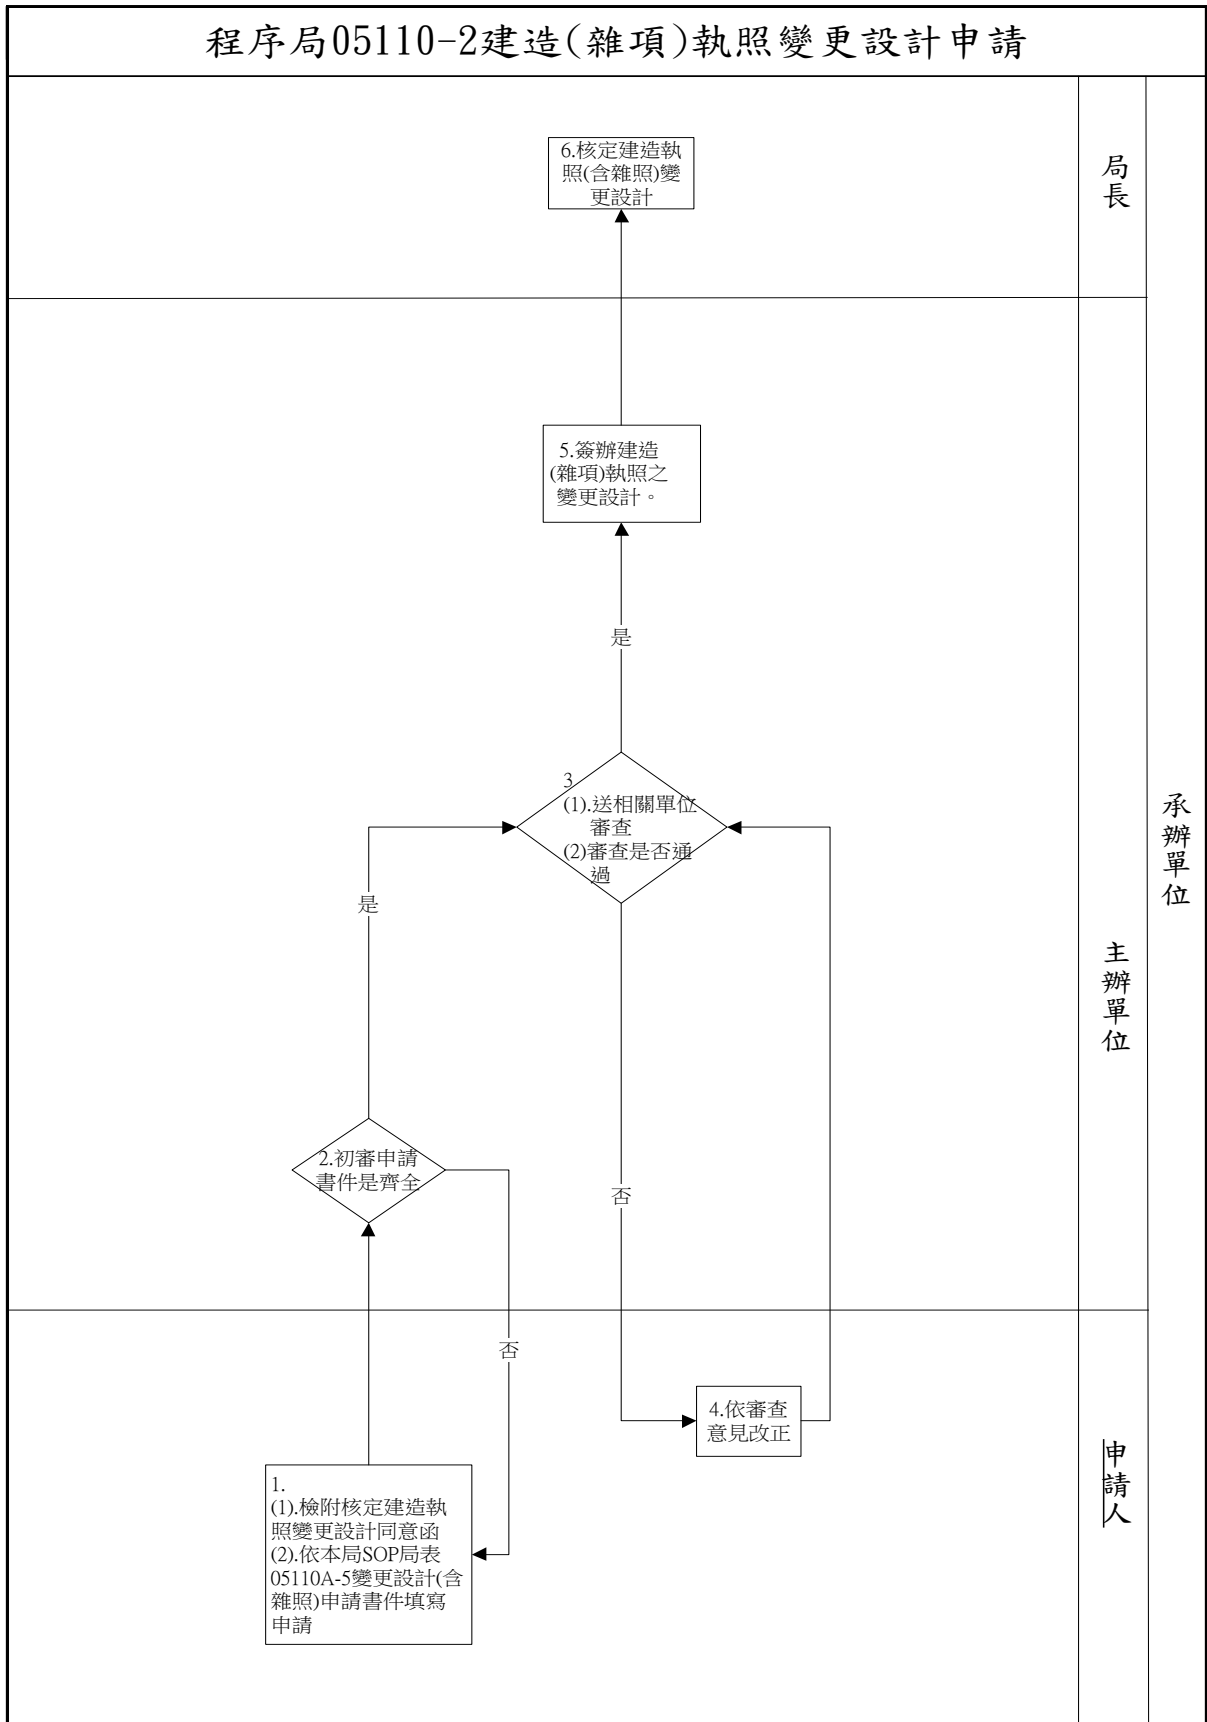 程序局05110-2建造(雜項)執照變更設計申請
6.核定建造執
照(含雜照)變
更設計
局長
5.簽辦建造
(雜項)執照之
變更設計。
是
3
(1).送相關單位
審查
(2)審查是否通
過
承辦單位
是
主辦單位
2.初審申請
書件是齊全
否
否
4.依審查
意見改正
申請人
1.
(1).檢附核定建造執
照變更設計同意函
(2).依本局SOP局表
05110A-5變更設計(含
雜照)申請書件填寫
申請